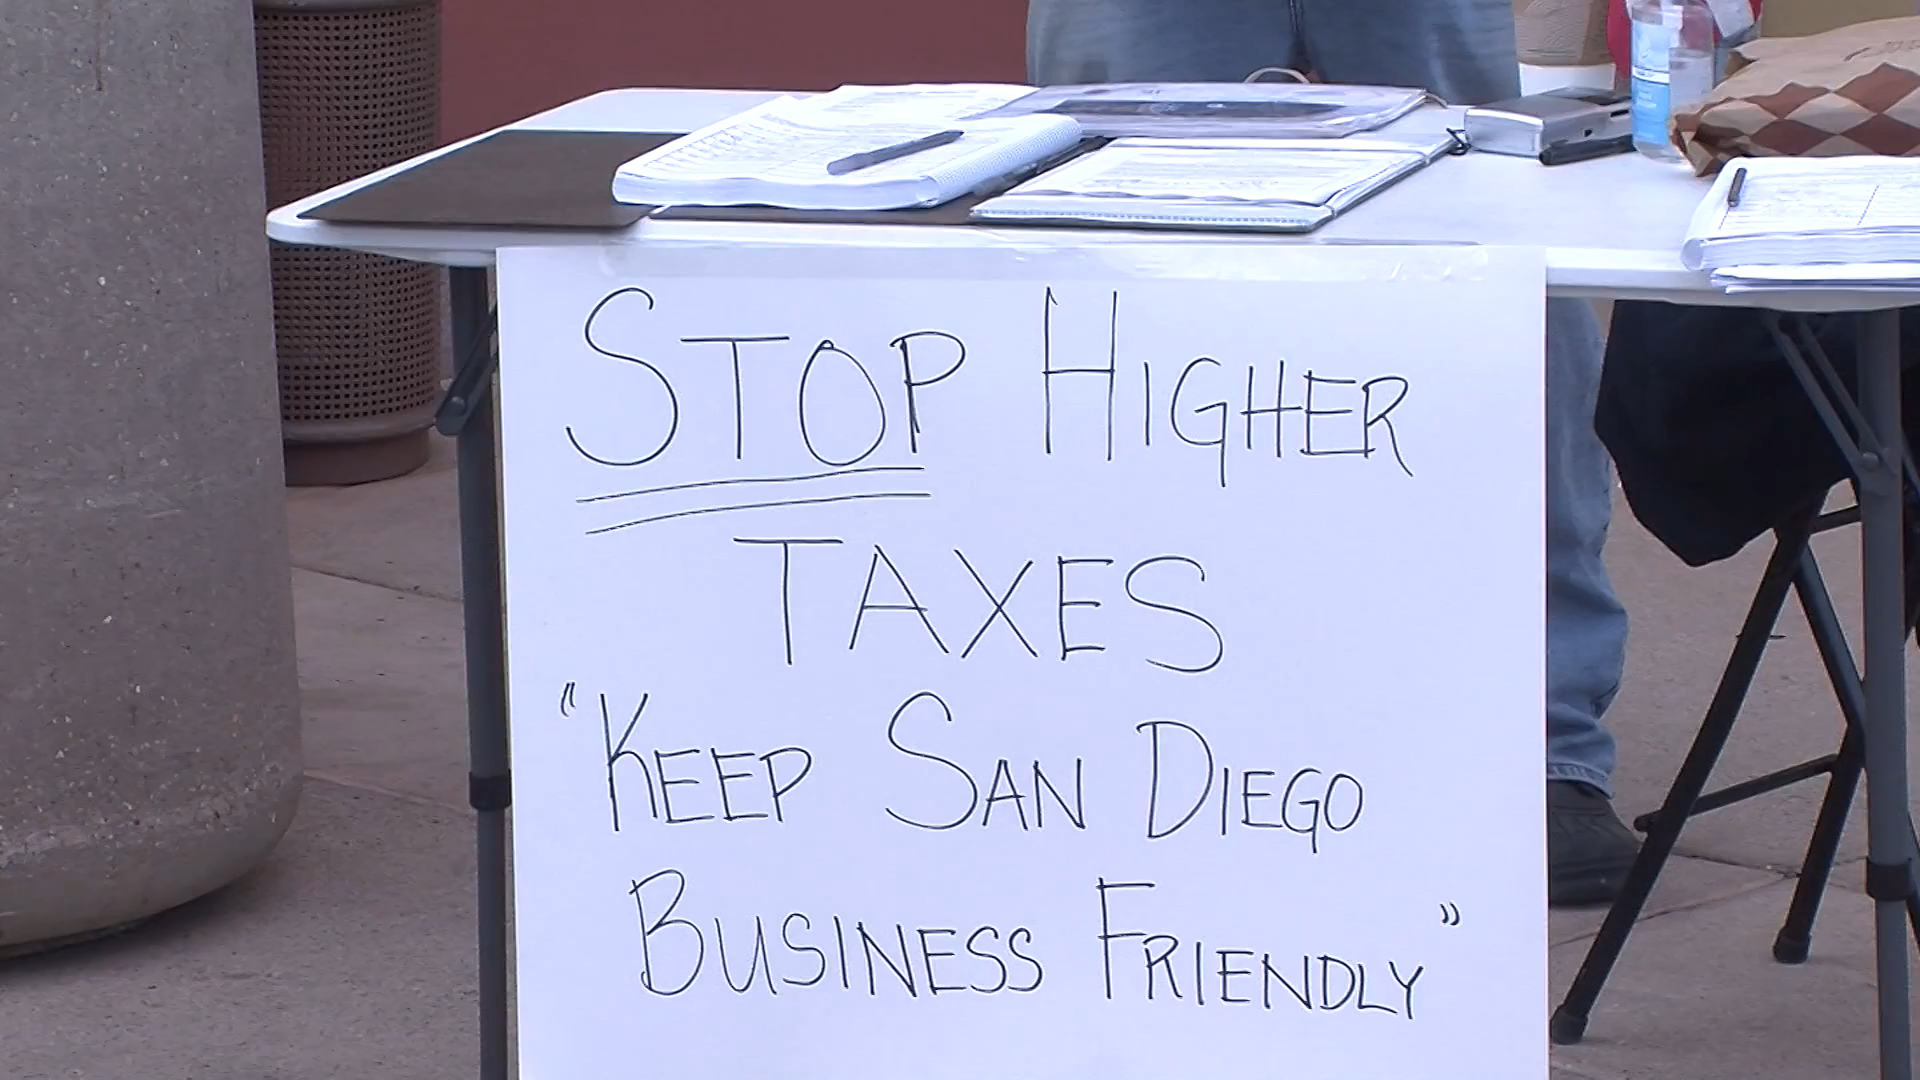 STOP HIGHER
TAXES
"KEEP SAN DIEGO
BUSINESS FRIENDLY"